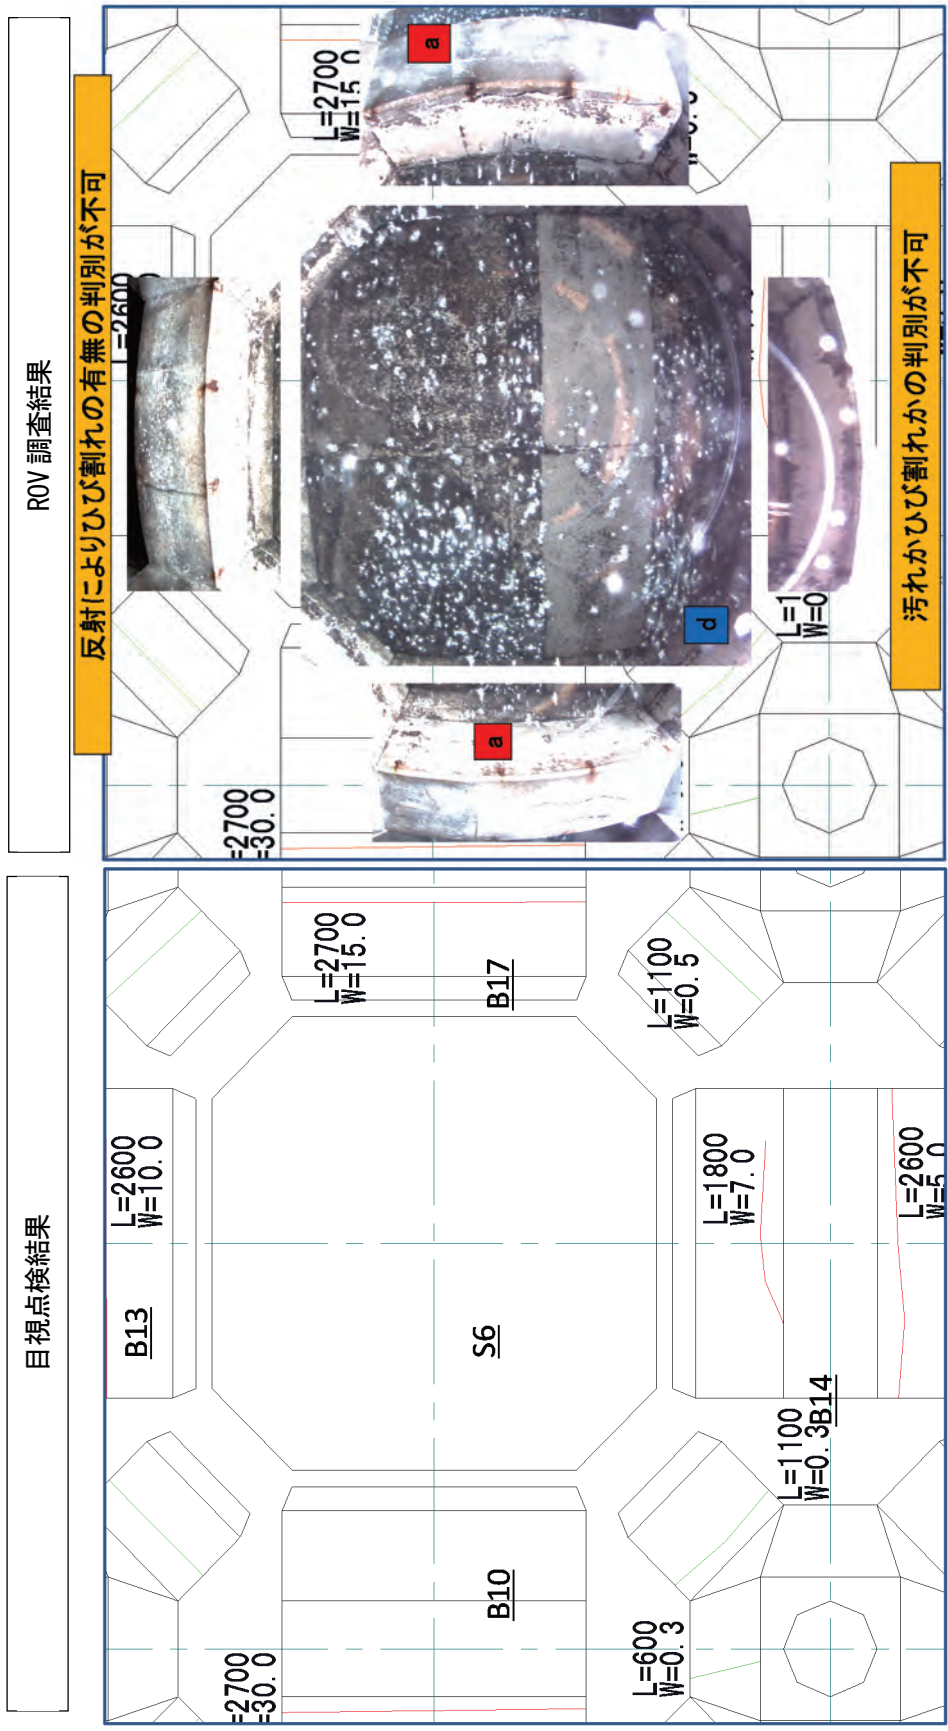 目視点検結果
L=2600
W=10.0
B13
L=2700
W=15.0
B17
S6
B10
=2700
=30.0
L=1100
W=0.5
L=1800
W=7.0
L=2600
W=5.0
B14
L=1100
W=0.3
L=600
W=0.3
ROV 調査結果
反射によりひび割れの有無の判別が不可
L=2600
L=2700
W=15.0
a
a
d
=2700
=30.0
L=1
W=0
汚れかひび割れかの判別が不可